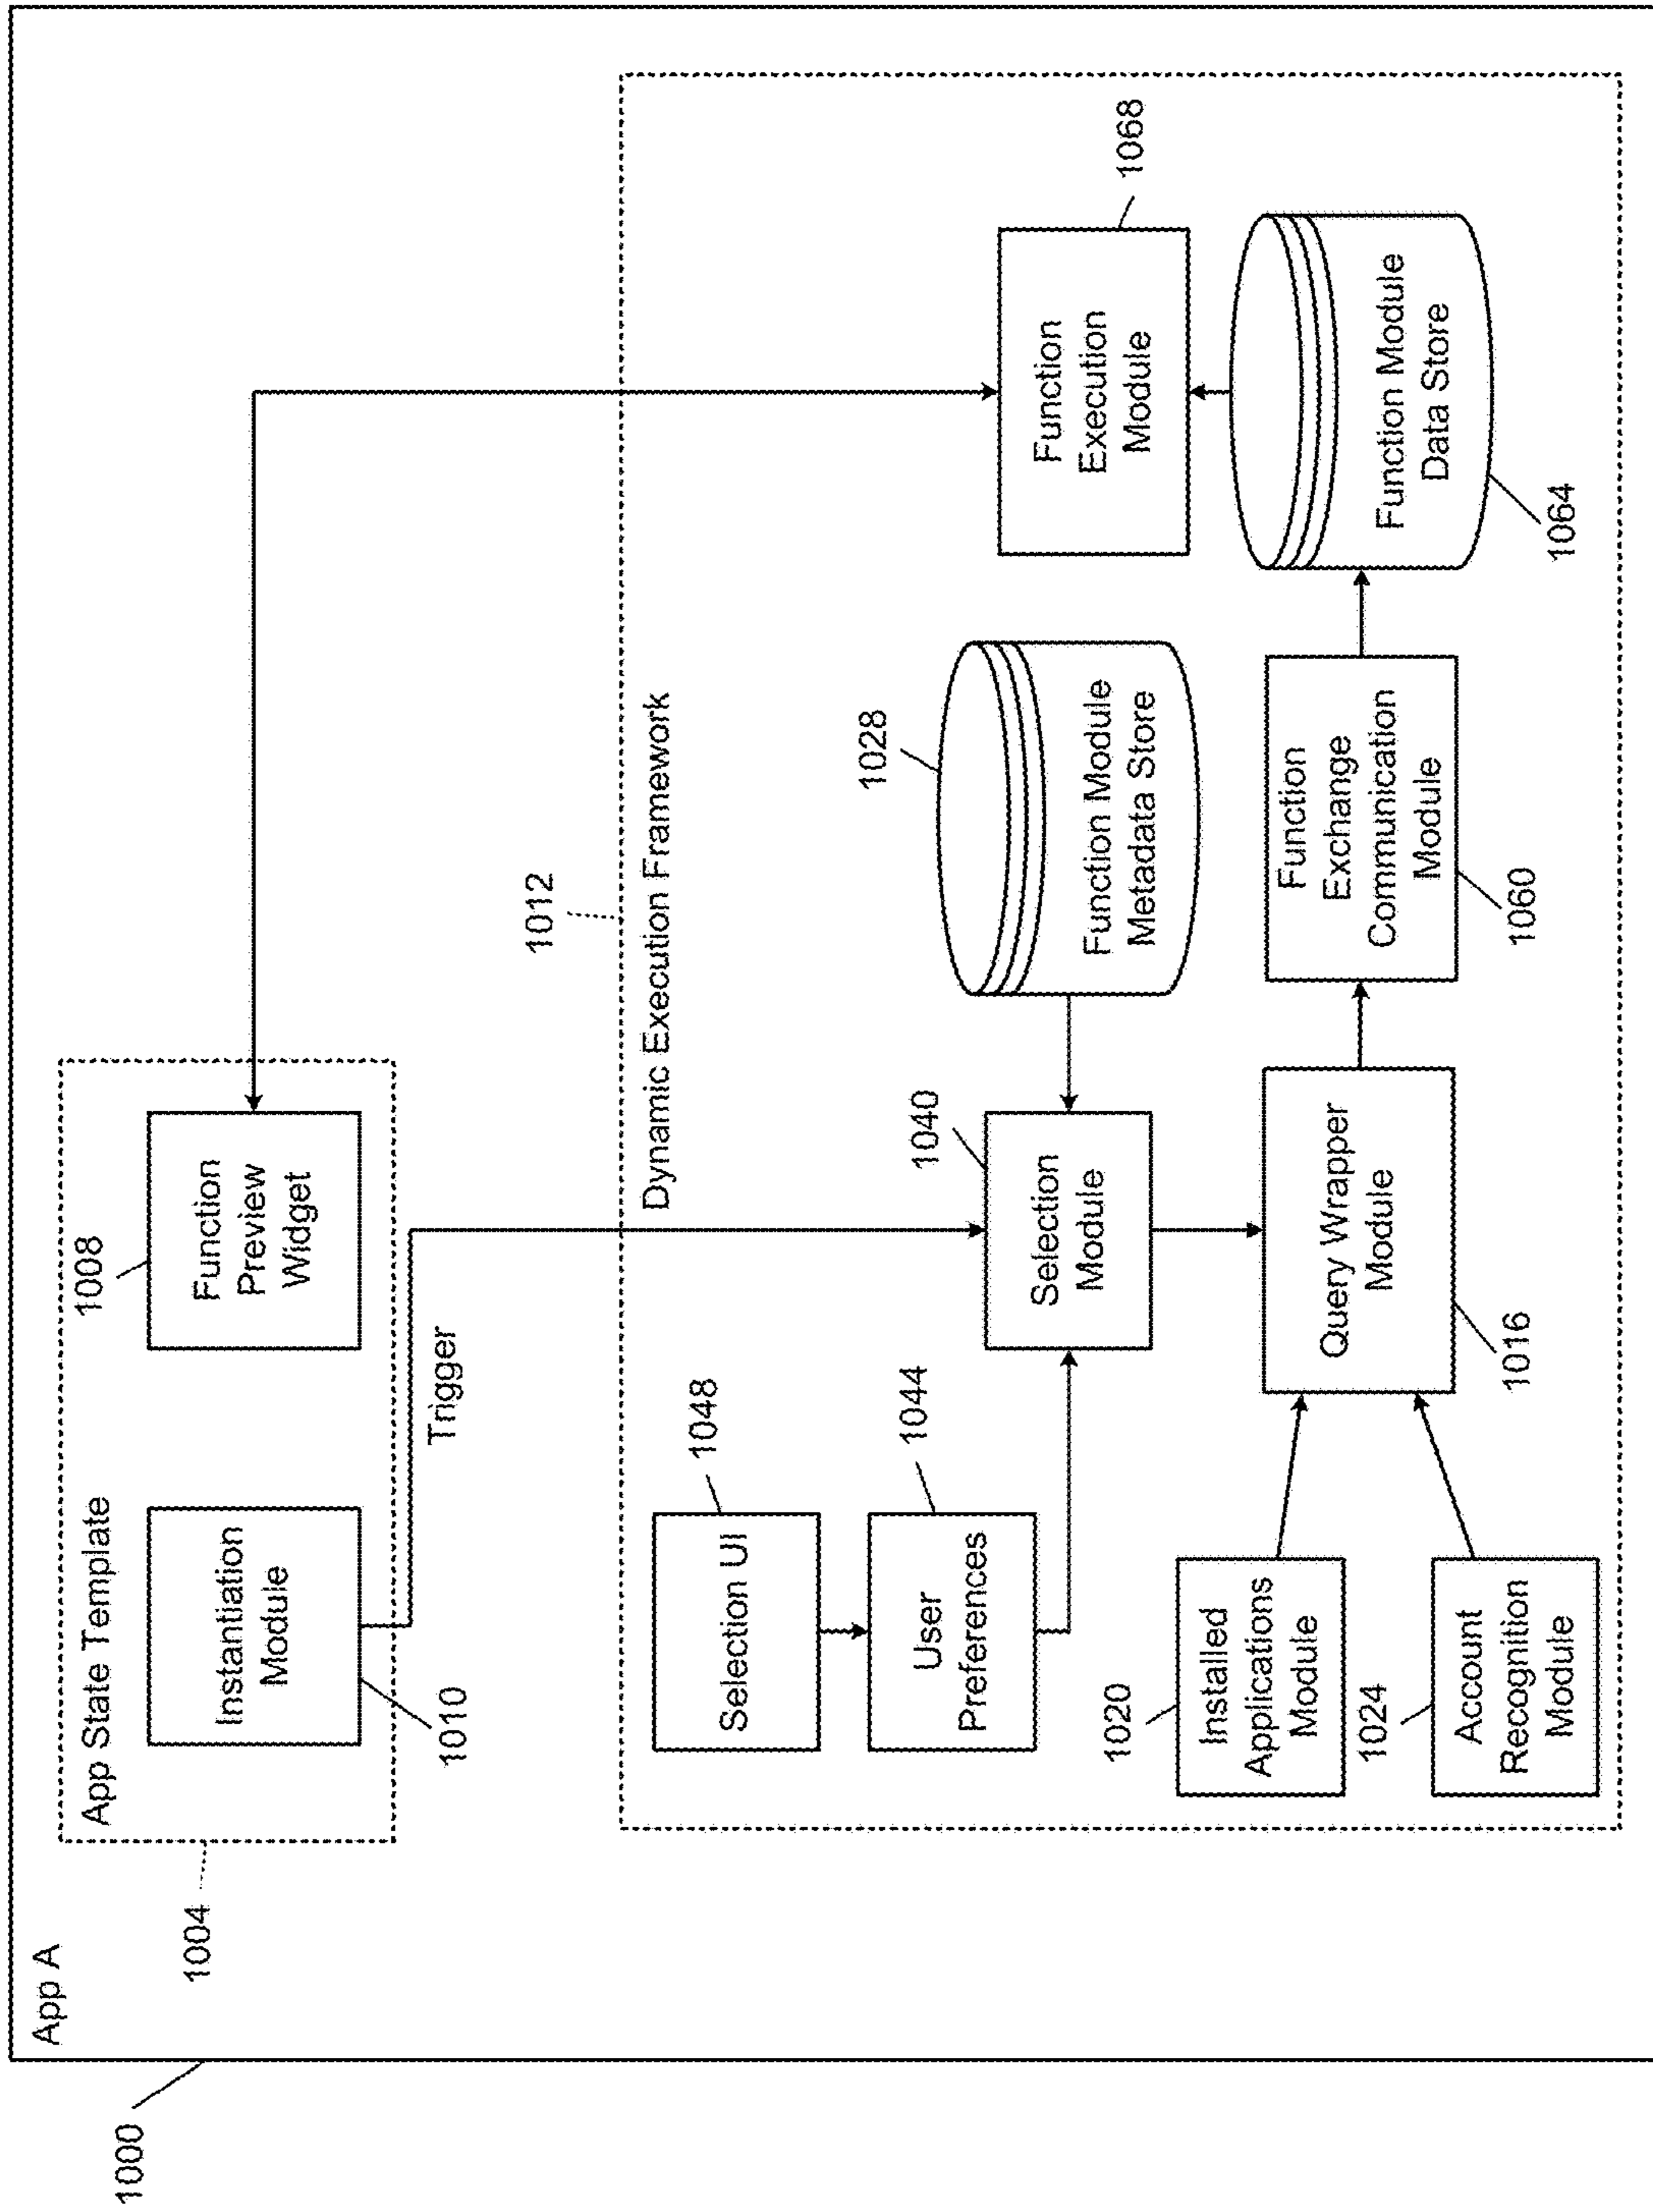 1000
App A
1004
App State Template
Instantiation
Module
1010
1008
Function
Preview
Widget
Trigger
1012
Dynamic Execution Framework
Selection UI
1048
User
Preferences
1044
Selection
Module
1040
1028
Function Module
Metadata Store
Function
Execution
Module
1068
1020
Installed
Applications
Module
1024
Account
Recognition
Module
Query Wrapper
Module
1016
Function
Exchange
Communication
Module
1060
Function Module
Data Store
1064